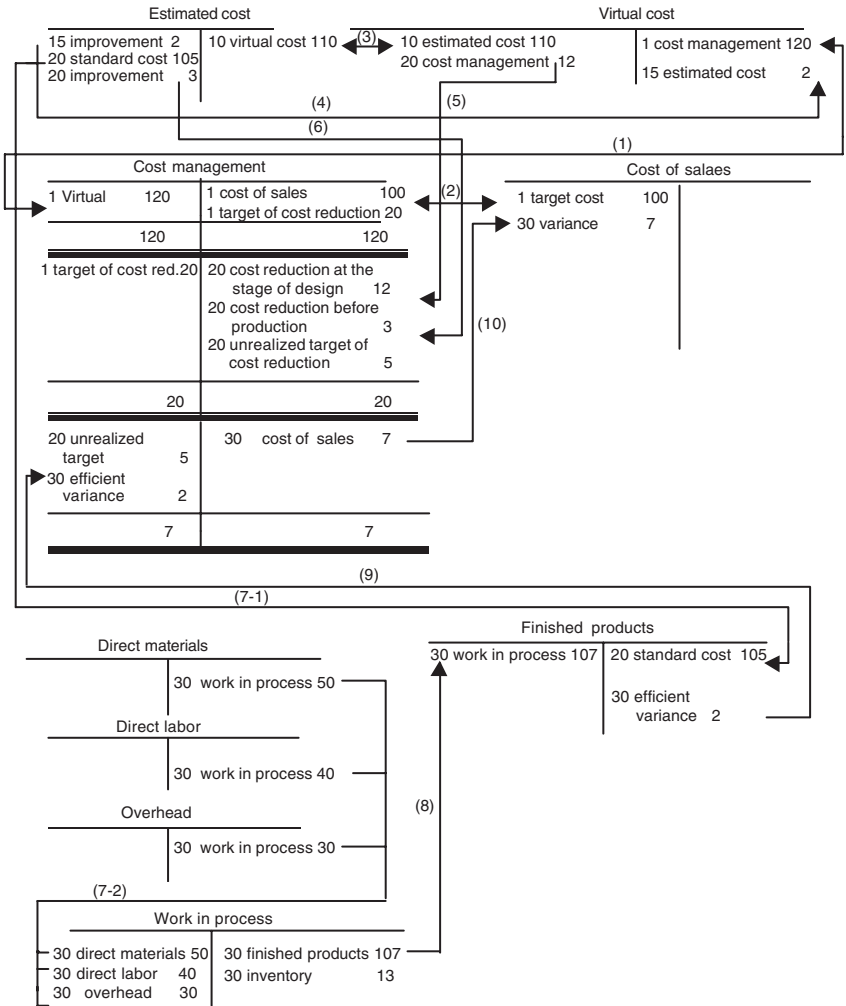 Estimated cost
Virtual cost
15 improvement 2
20 standard cost 105
20 improvement 3
10 virtual cost 110
(3)
10 estimated cost 110
20 cost management 12
1 cost management 120
15 estimated cost 2
(4)
(5)
(6)
(1)
Cost management
1 Virtual 120
1 cost of sales 100
1 target of cost reduction 20
120
120
(2)
Cost of salaes
1 target cost 100
30 variance 7
1 target of cost red.20
20 cost reduction at the
stage of design 12
20 cost reduction before
production 3
20 unrealized target of
cost reduction 5
(10)
20
20
20 unrealized
target 5
30 efficient
variance 2
30 cost of sales 7
7
7
(9)
(7-1)
Finished products
30 work in process 107
20 standard cost 105
30 efficient
variance 2
Direct materials
30 work in process 50
Direct labor
30 work in process 40
Overhead
30 work in process 30
(8)
(7-2)
Work in process
30 direct materials 50
30 direct labor 40
30 overhead 30
30 finished products 107
30 inventory 13